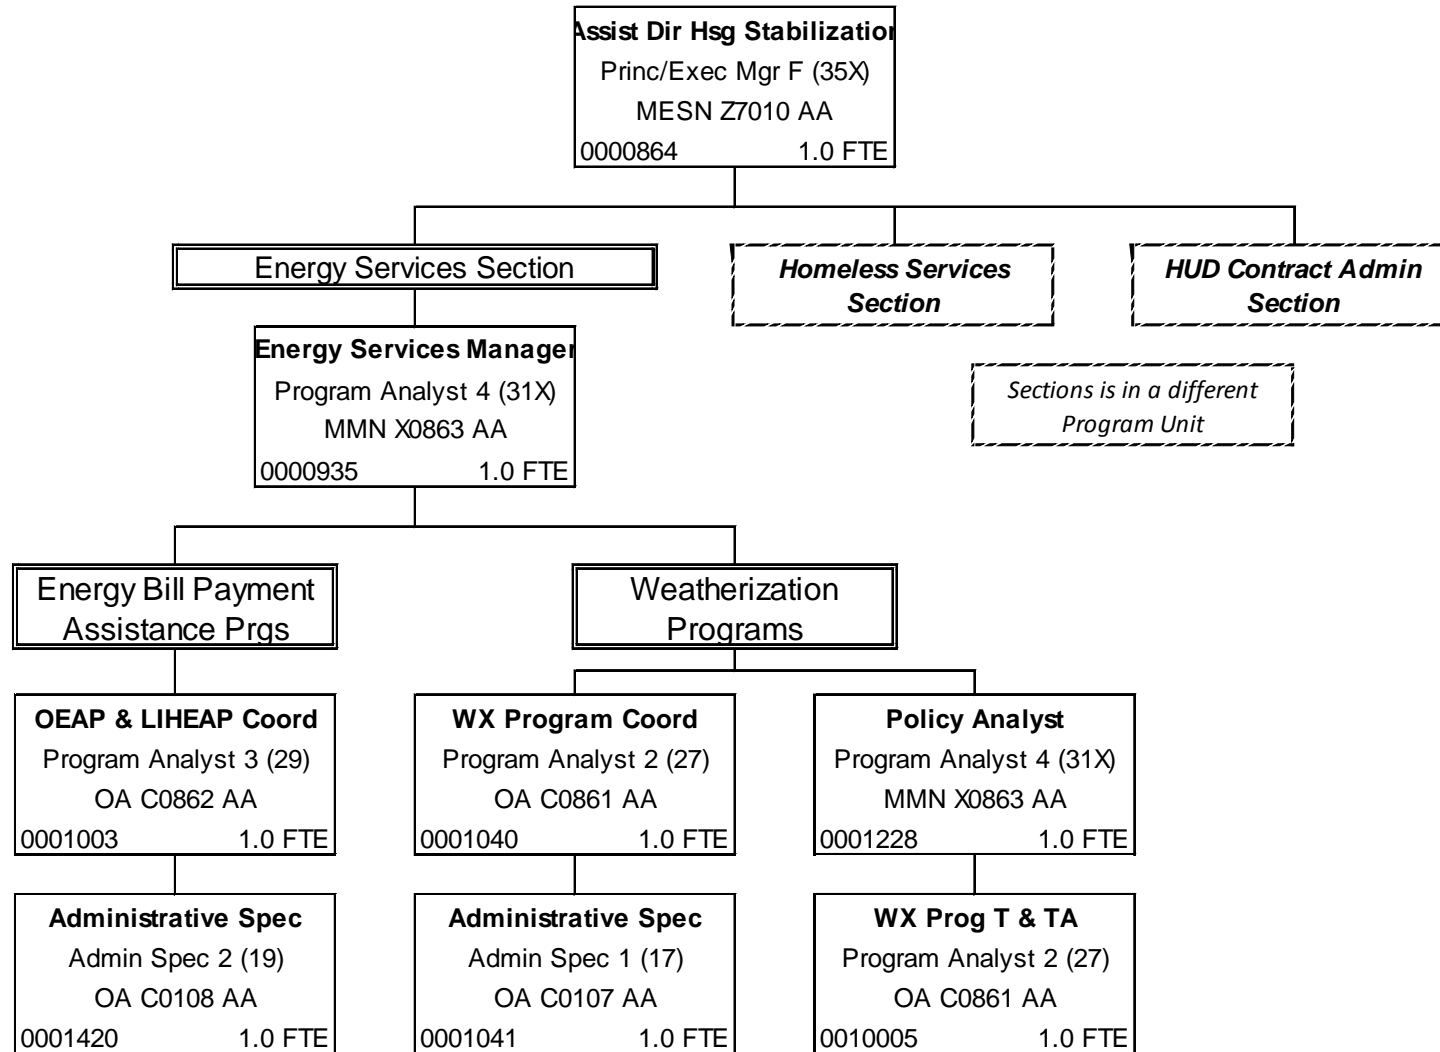 Assist Dir Hsg Stabilization
Princ/Exec Mgr F (35X)
MESN Z7010 AA
0000864 1.0 FTE
Energy Services Section
Homeless Services
Section
HUD Contract Admin
Section
Energy Services Manager
Program Analyst 4 (31X)
MMN X0863 AA
0000935 1.0 FTE
Sections is in a different
Program Unit
Energy Bill Payment
Assistance Prgs
Weatherization
Programs
OEAP & LIHEAP Coord
Program Analyst 3 (29)
OA C0862 AA
0001003 1.0 FTE
WX Program Coord
Program Analyst 2 (27)
OA C0861 AA
0001040 1.0 FTE
Policy Analyst
Program Analyst 4 (31X)
MMN X0863 AA
0001228 1.0 FTE
Administrative Spec
Admin Spec 2 (19)
OA C0108 AA
0001420 1.0 FTE
Administrative Spec
Admin Spec 1 (17)
OA C0107 AA
0001041 1.0 FTE
WX Prog T & TA
Program Analyst 2 (27)
OA C0861 AA
0010005 1.0 FTE